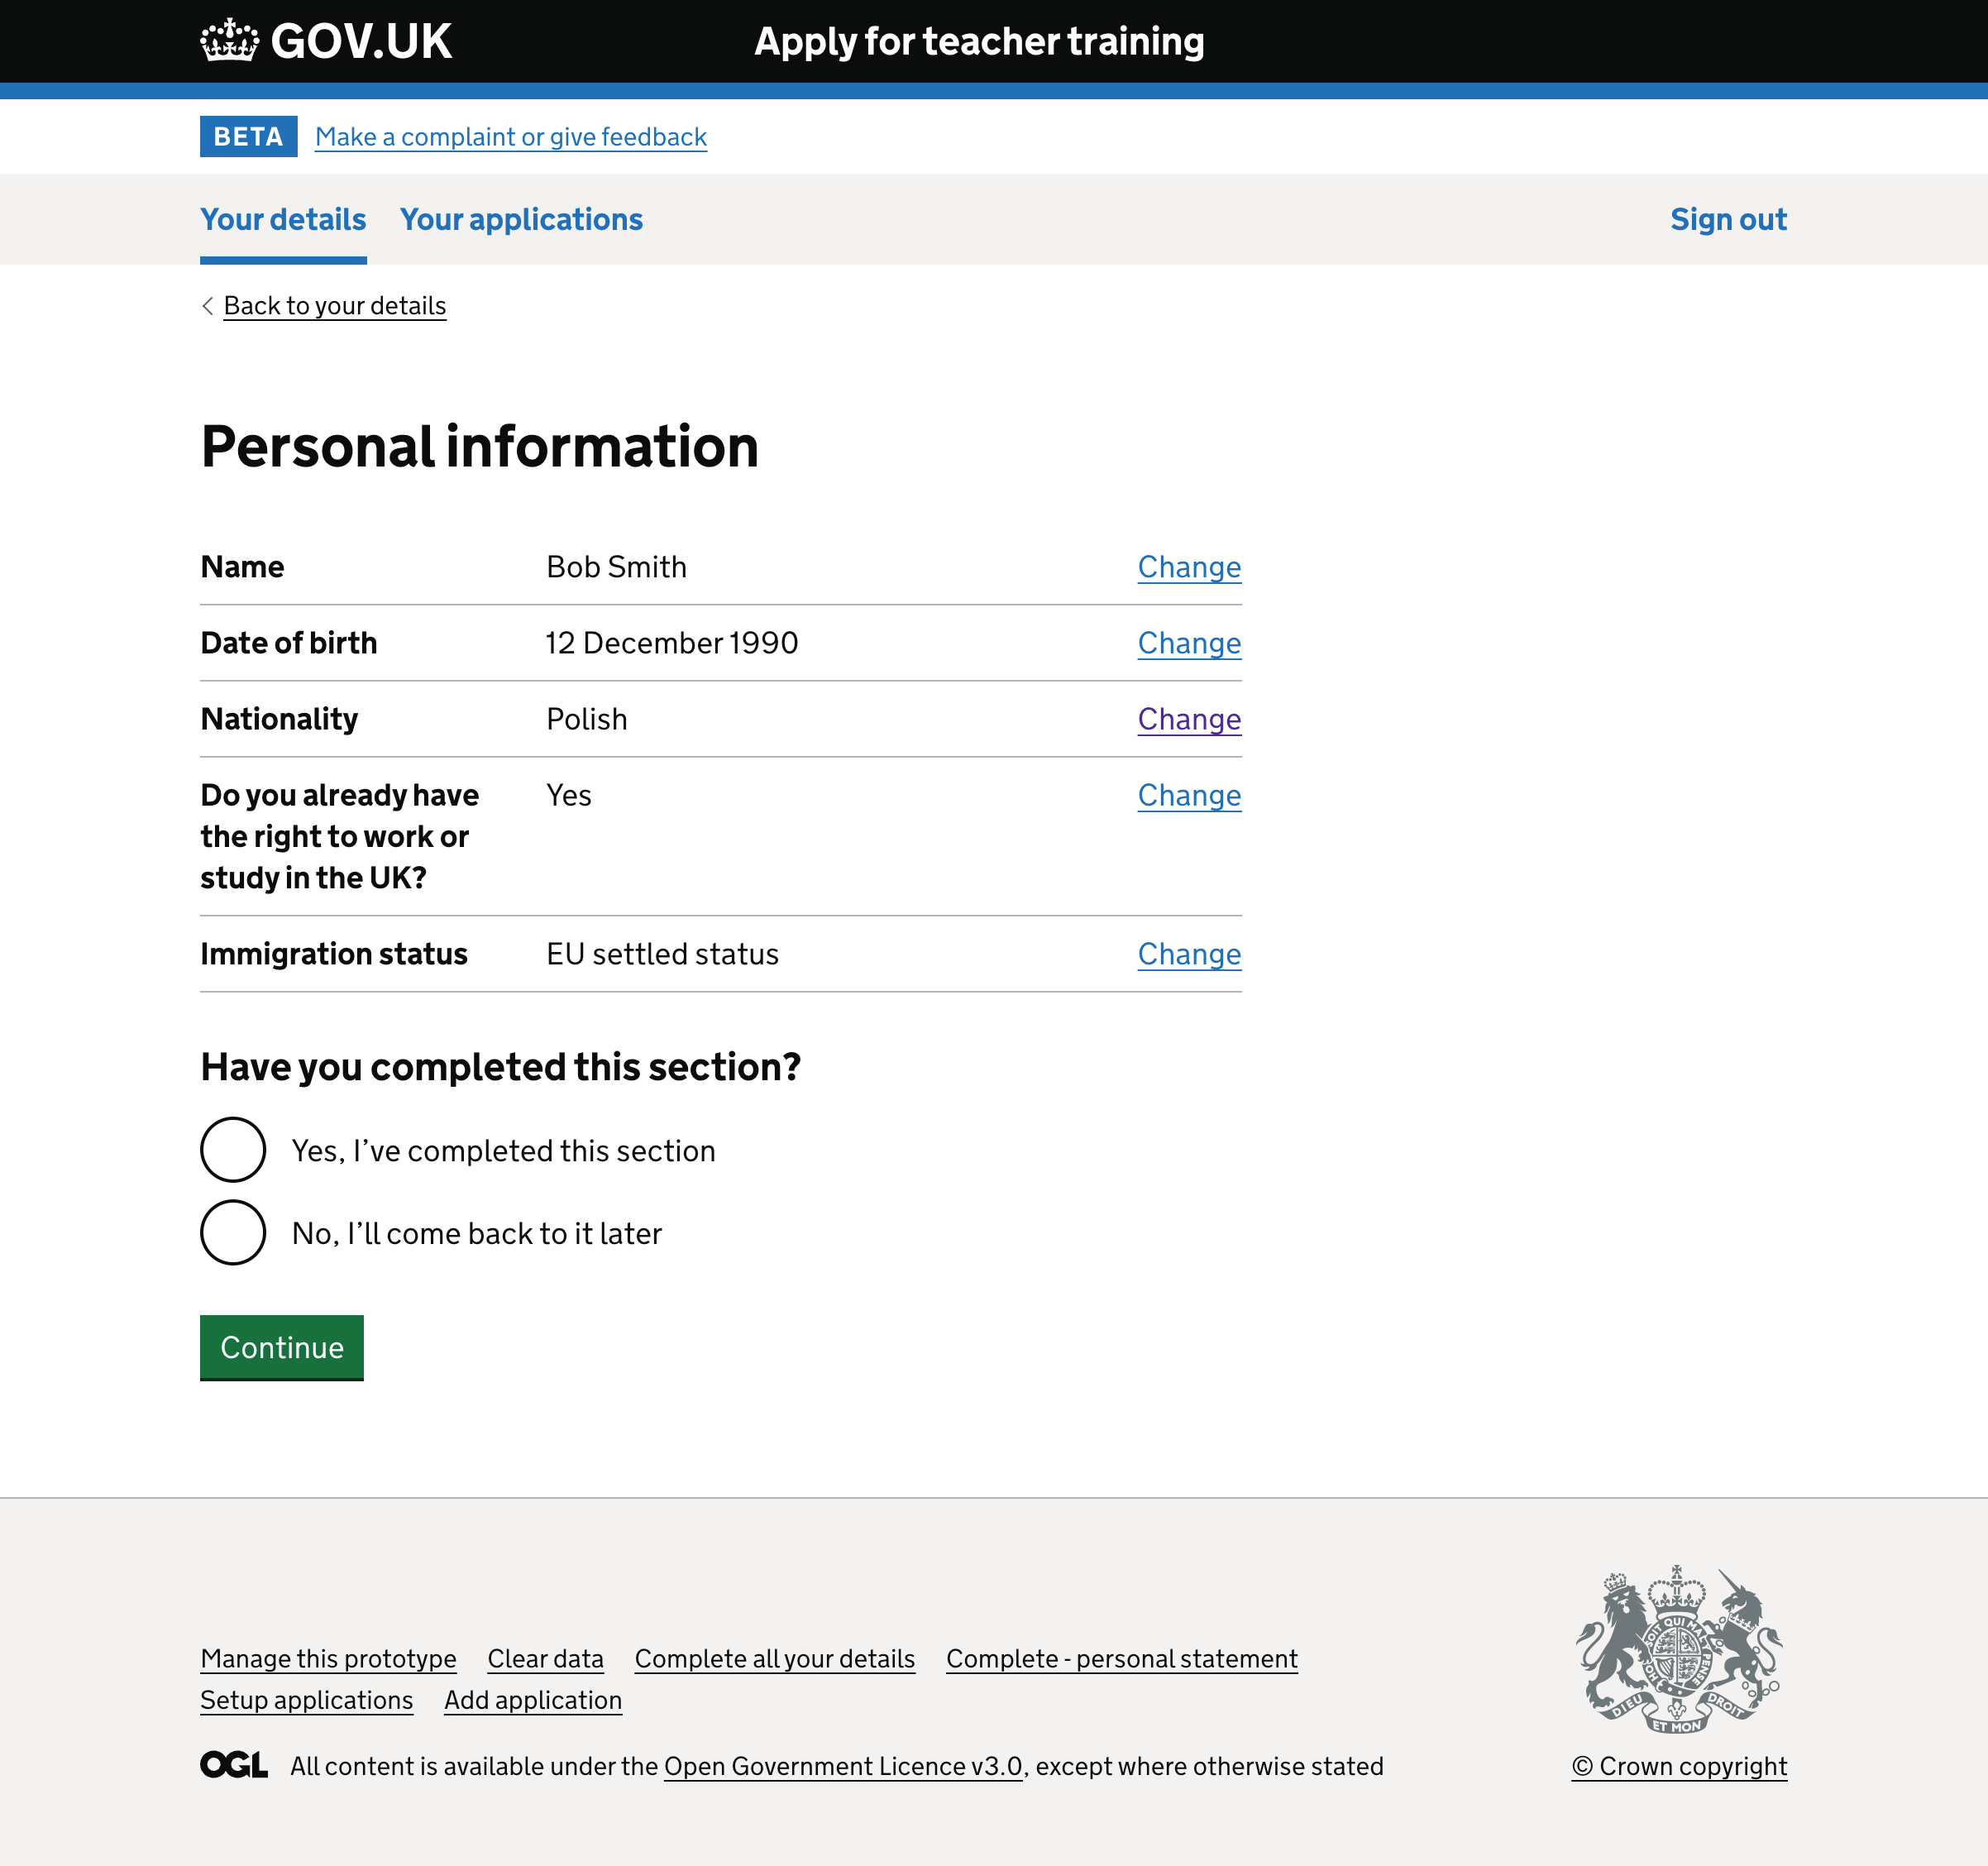 GOV.UK
Apply for teacher training
BETA
Make a complaint or give feedback
Your details
Your applications
Sign out
Back to your details
Personal information
Name
Bob Smith
Change
Date of birth
12 December 1990
Change
Nationality
Polish
Change
Do you already have
the right to work or
study in the UK?
Yes
Change
Immigration status
EU settled status
Change
Have you completed this section?
Yes, I’ve completed this section
No, I’ll come back to it later
Continue
Manage this prototype
Clear data
Complete all your details
Complete - personal statement
Setup applications
Add application
OGL
All content is available under the Open Government Licence v3.0, except where otherwise stated
SOIT QUI MAL
PENSE
HO
DIEU
ET MON
DROIT
© Crown copyright